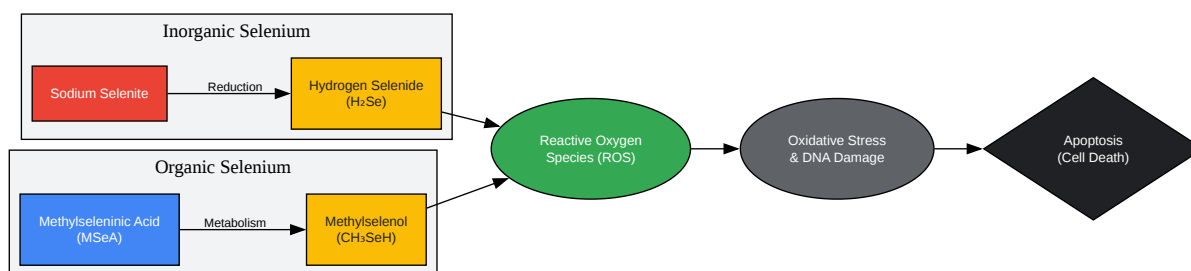 Inorganic Selenium
Sodium Selenite
Reduction
Hydrogen Selenide
(H₂Se)
Organic Selenium
Methylseleninic Acid
(MSeA)
Metabolism
Methylselenol
(CH₃SeH)
Reactive Oxygen
Species (ROS)
Oxidative Stress
& DNA Damage
Apoptosis
(Cell Death)